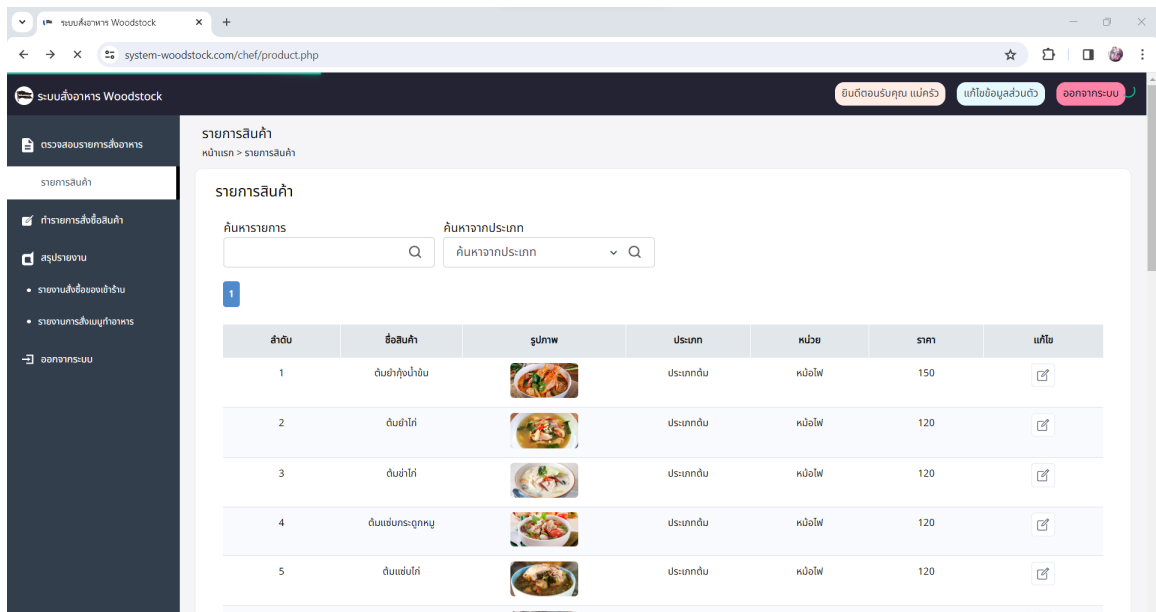 ระบบสั่งอาหาร Woodstock
system-woodstock.com/chef/product.php
ระบบสั่งอาหาร Woodstock
ยินดีตอนรับคุณ แม่ครัว
แก้ไขข้อมูลส่วนตัว
ออกจากระบบ
ตรวจสอบรายการสั่งอาหาร
รายการสินค้า
ทำรายการสั่งซื้อสินค้า
สรุปรายงาน
รายงานสั่งซื้อของเข้าร้าน
รายงานการสั่งเมนูทำอาหาร
ออกจากระบบ
รายการสินค้า
หน้าแรก > รายการสินค้า
รายการสินค้า
ค้นหารายการ
ค้นหาจากประเภท
ค้นหาจากประเภท
1
ลำดับ ชื่อสินค้า รูปภาพ ประเภท หน่วย ราคา แก้ไข
1 ต้มยำกุ้งน้ำข้น ประเภทต้ม หม้อไฟ 150
2 ต้มยำไก่ ประเภทต้ม หม้อไฟ 120
3 ต้มข่าไก่ ประเภทต้ม หม้อไฟ 120
4 ต้มแซ่บกระดูกหมู ประเภทต้ม หม้อไฟ 120
5 ต้มแซ่บไก่ ประเภทต้ม หม้อไฟ 120